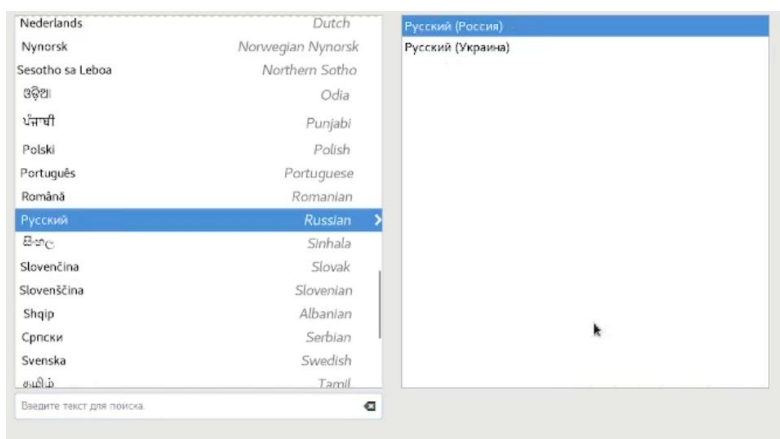 Nederlands Dutch
Nynorsk Norwegian Nynorsk
Sesotho sa Leboa Northern Sotho
ଓଡ଼ିଆ Odia
ਪੰਜਾਬੀ Punjabi
Polski Polish
Português Portuguese
Română Romanian
Русский Russian
සිංහල Sinhala
Slovenčina Slovak
Slovenščina Slovenian
Shqip Albanian
Српски Serbian
Svenska Swedish
தமிழ் Tamil
Введите текст для поиска.
Русский (Россия)
Русский (Украина)